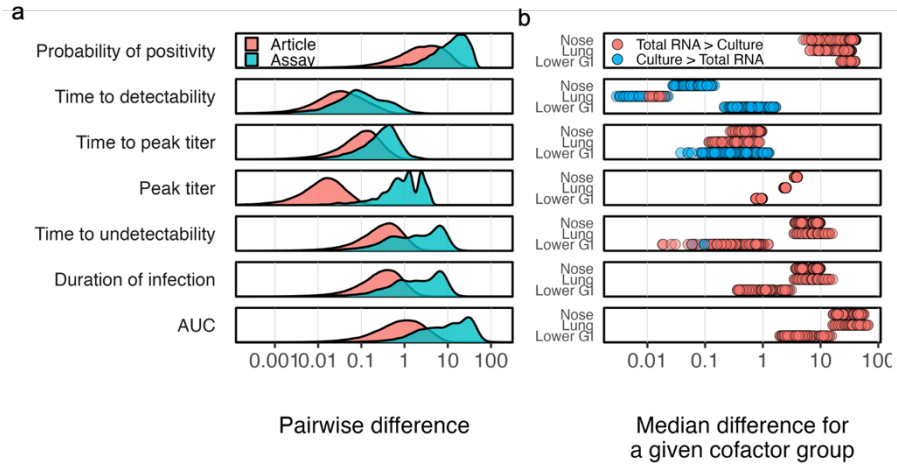 a
Probability of positivity
Article
Assay
Time to detectability
Time to peak titer
Peak titer
Time to undetectability
Duration of infection
AUC
0.001 0.01 0.1 1 10 100
Pairwise difference
b
Nose
Lung
Lower GI
Total RNA > Culture
Culture > Total RNA
Nose
Lung
Lower GI
Nose
Lung
Lower GI
Nose
Lung
Lower GI
Nose
Lung
Lower GI
Nose
Lung
Lower GI
Nose
Lung
Lower GI
0.01 0.1 1 10 100
Median difference for
a given cofactor group